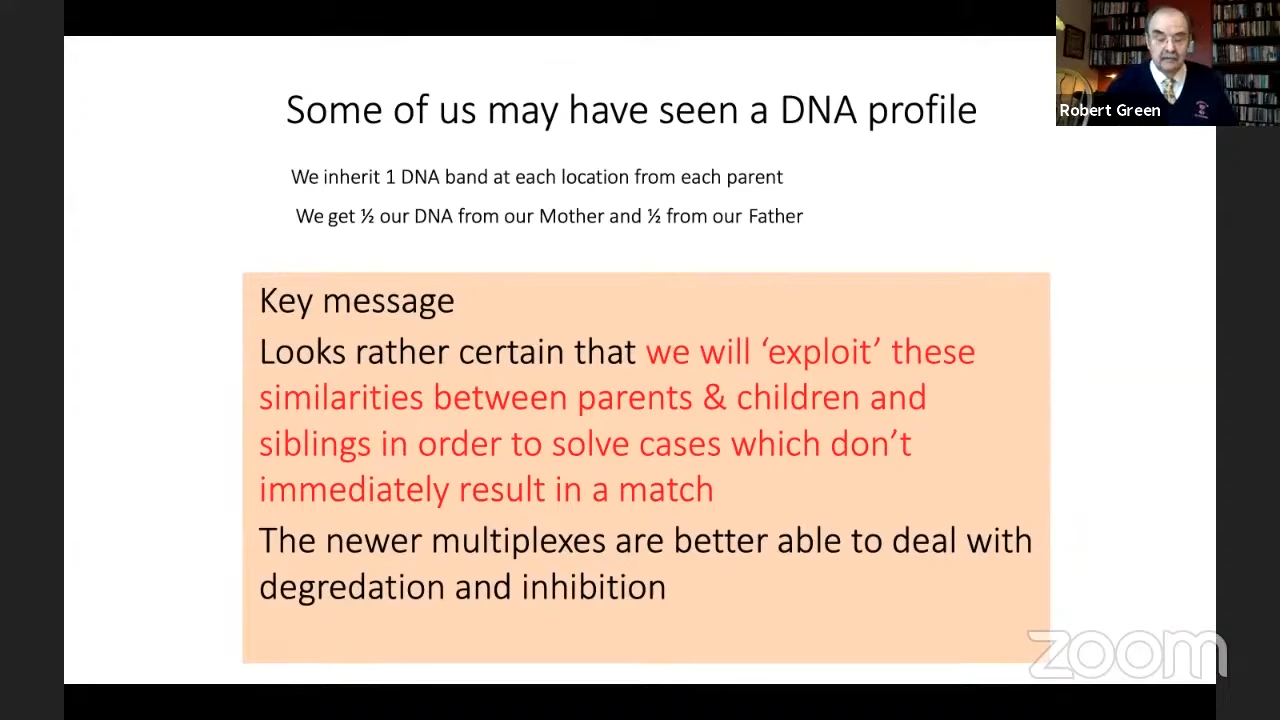 Some of us may have seen a DNA profile
Robert Green
We inherit 1 DNA band at each location from each parent
We get ½ our DNA from our Mother and ½ from our Father
Key message
Looks rather certain that we will ‘exploit’ these
similarities between parents & children and
siblings in order to solve cases which don’t
immediately result in a match
The newer multiplexes are better able to deal with
degredation and inhibition
zoom